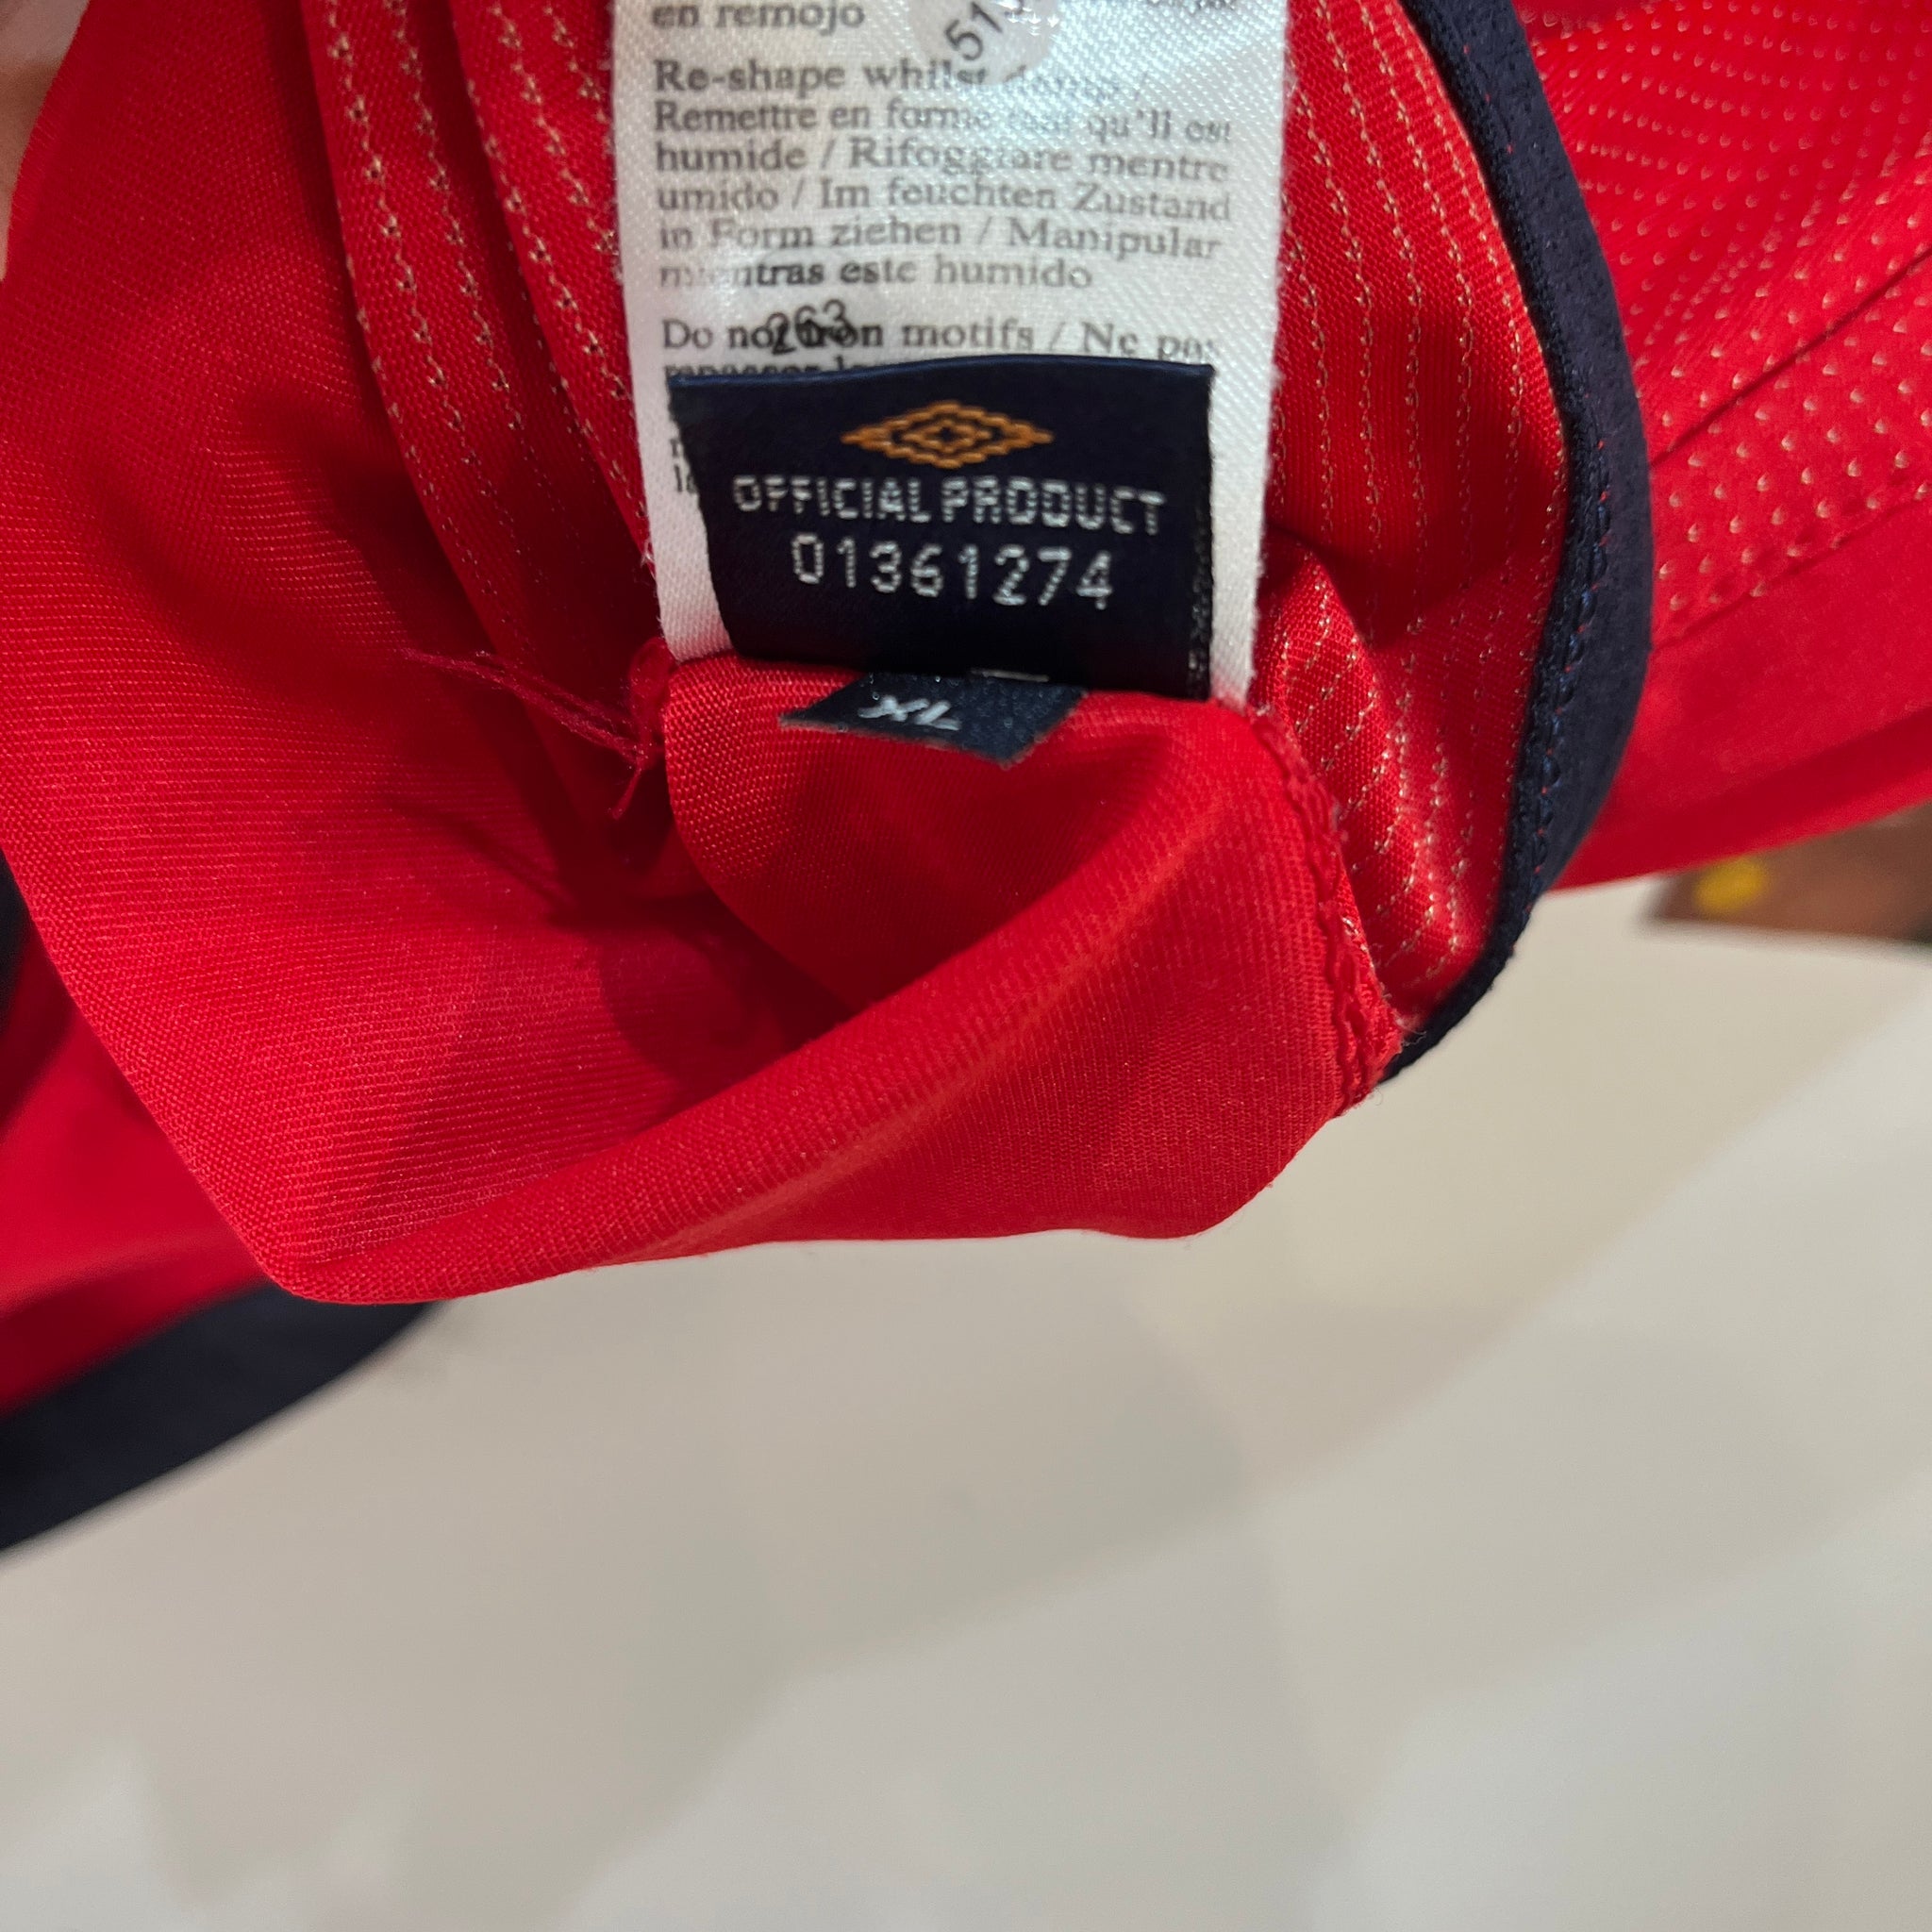 en remojo
51
Re-shape whilst damp /
Remettre en forme tant qu'il est
humide / Rifoggiare mentre
umido / Im feuchten Zustand
in Form ziehen / Manipular
mientras este humido
263
Do not iron motifs / Ne pas
OFFICIAL PRODUCT
01361274
XL